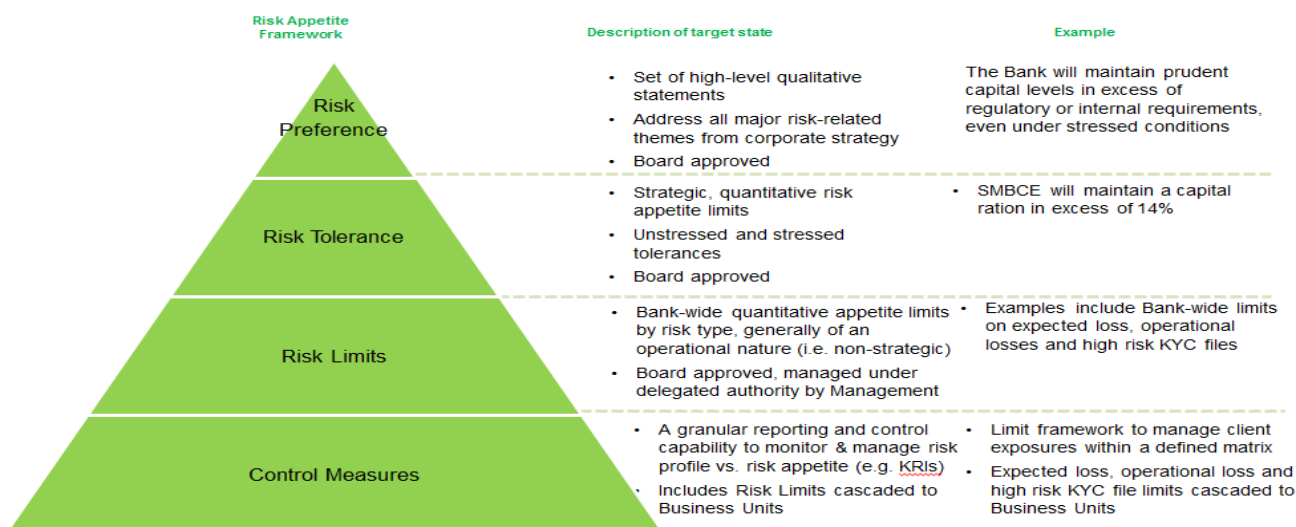 Risk Appetite
Framework
Description of target state
Example
Risk
Preference
• Set of high-level qualitative
statements
• Address all major risk-related
themes from corporate strategy
• Board approved
The Bank will maintain prudent
capital levels in excess of
regulatory or internal requirements,
even under stressed conditions
Risk Tolerance
• Strategic, quantitative risk
appetite limits
• Unstressed and stressed
tolerances
• Board approved
• SMBCE will maintain a capital
ration in excess of 14%
Risk Limits
• Bank-wide quantitative appetite limits
by risk type, generally of an
operational nature (i.e. non-strategic)
• Board approved, managed under
delegated authority by Management
• Examples include Bank-wide limits
on expected loss, operational
losses and high risk KYC files
Control Measures
• A granular reporting and control
capability to monitor & manage risk
profile vs. risk appetite (e.g. KRIs)
• Includes Risk Limits cascaded to
Business Units
• Limit framework to manage client
exposures within a defined matrix
• Expected loss, operational loss and
high risk KYC file limits cascaded to
Business Units